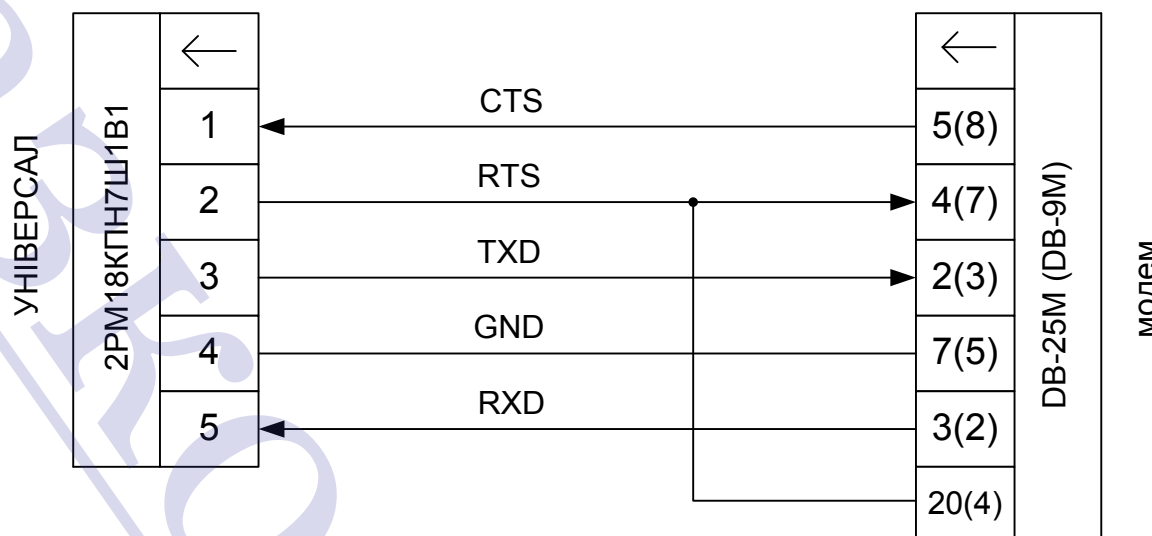 УНІВЕРСАЛ
2РМ18КПН7Ш1В1
1
2
3
4
5
CTS
RTS
TXD
GND
RXD
5(8)
4(7)
2(3)
7(5)
3(2)
20(4)
DB-25M (DB-9M)
модем